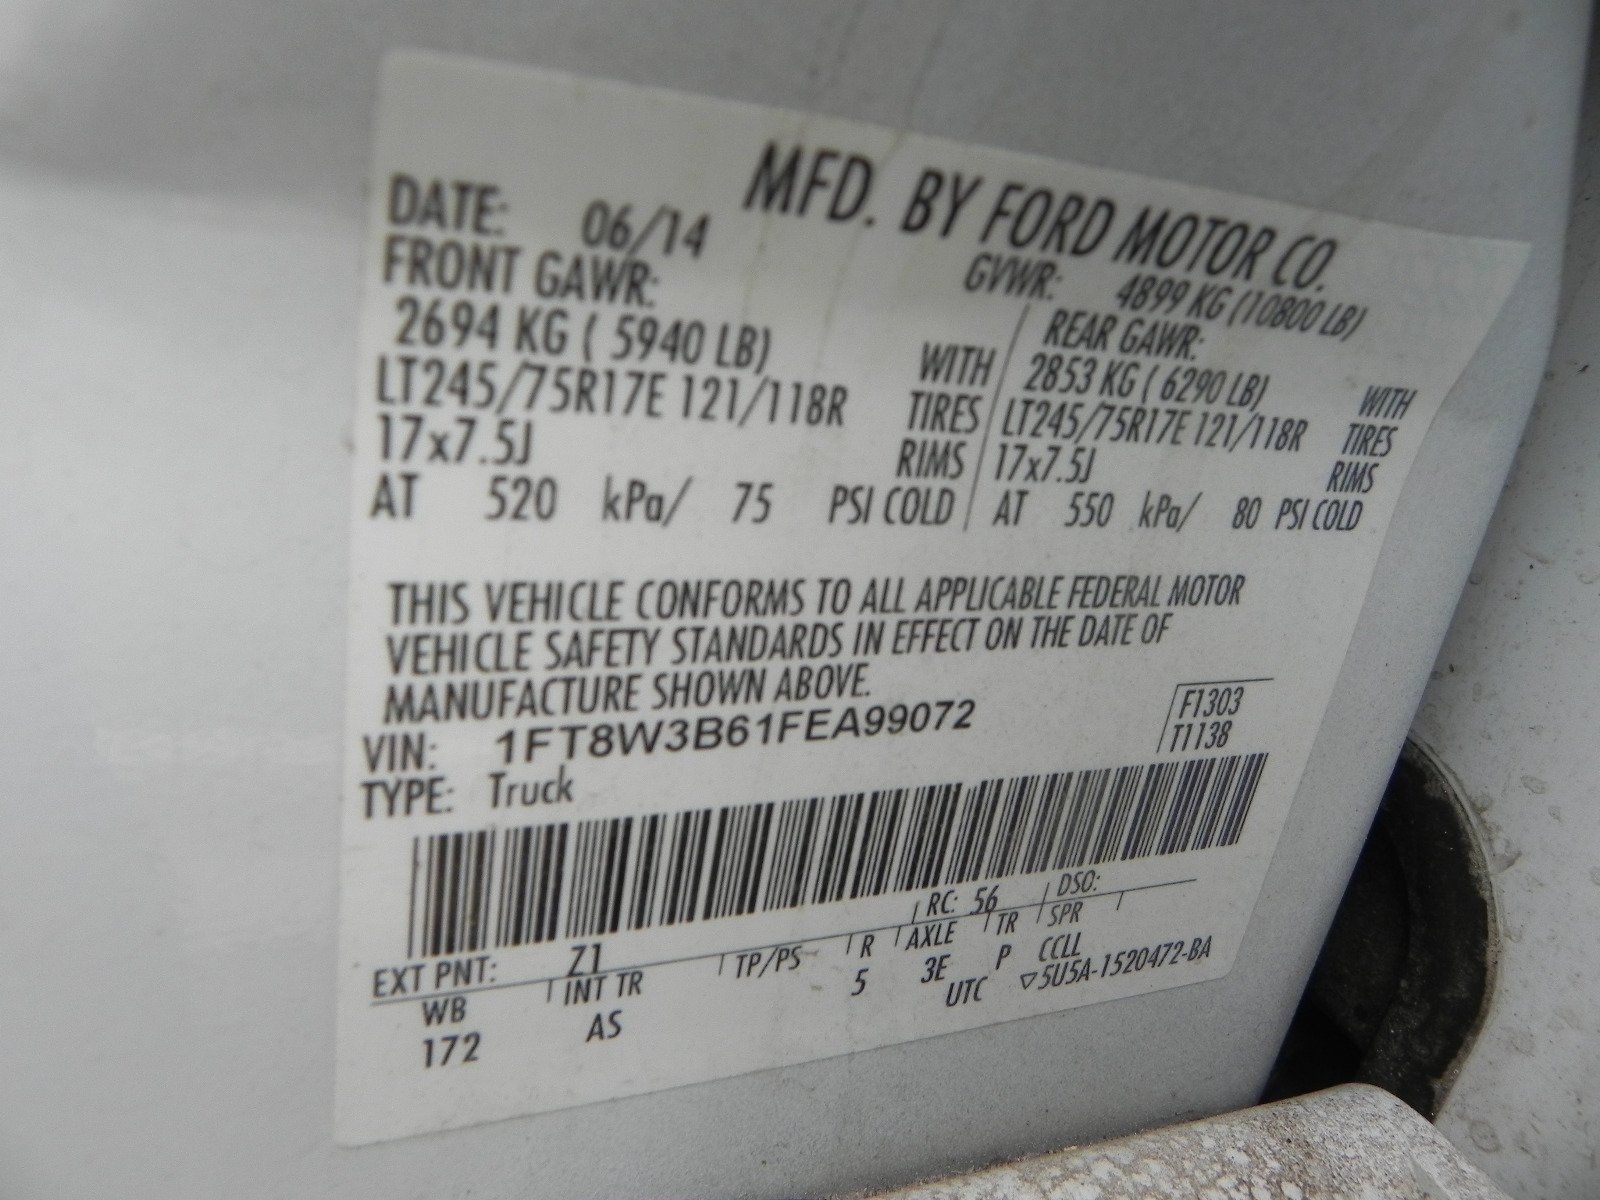 MFD. BY FORD MOTOR CO.
DATE: 06/14 GVWR: 4899 KG (10800 LB)
FRONT GAWR: REAR GAWR:
2694 KG ( 5940 LB) WITH 2853 KG ( 6290 LB) WITH
LT245/75R17E 121/118R TIRES LT245/75R17E 121/118R TIRES
17x7.5J RIMS 17x7.5J RIMS
AT 520 kPa/ 75 PSI COLD AT 550 kPa/ 80 PSI COLD
THIS VEHICLE CONFORMS TO ALL APPLICABLE FEDERAL MOTOR
VEHICLE SAFETY STANDARDS IN EFFECT ON THE DATE OF
MANUFACTURE SHOWN ABOVE.
VIN: 1FT8W3B61FEA99072 F1303
TYPE: Truck T1138
EXT PNT: Z1 RC: 56 DSO:
WB INT TR TP/PS R AXLE TR SPR
172 AS 5 3E P CCLL
UTC ▽5U5A-1520472-BA